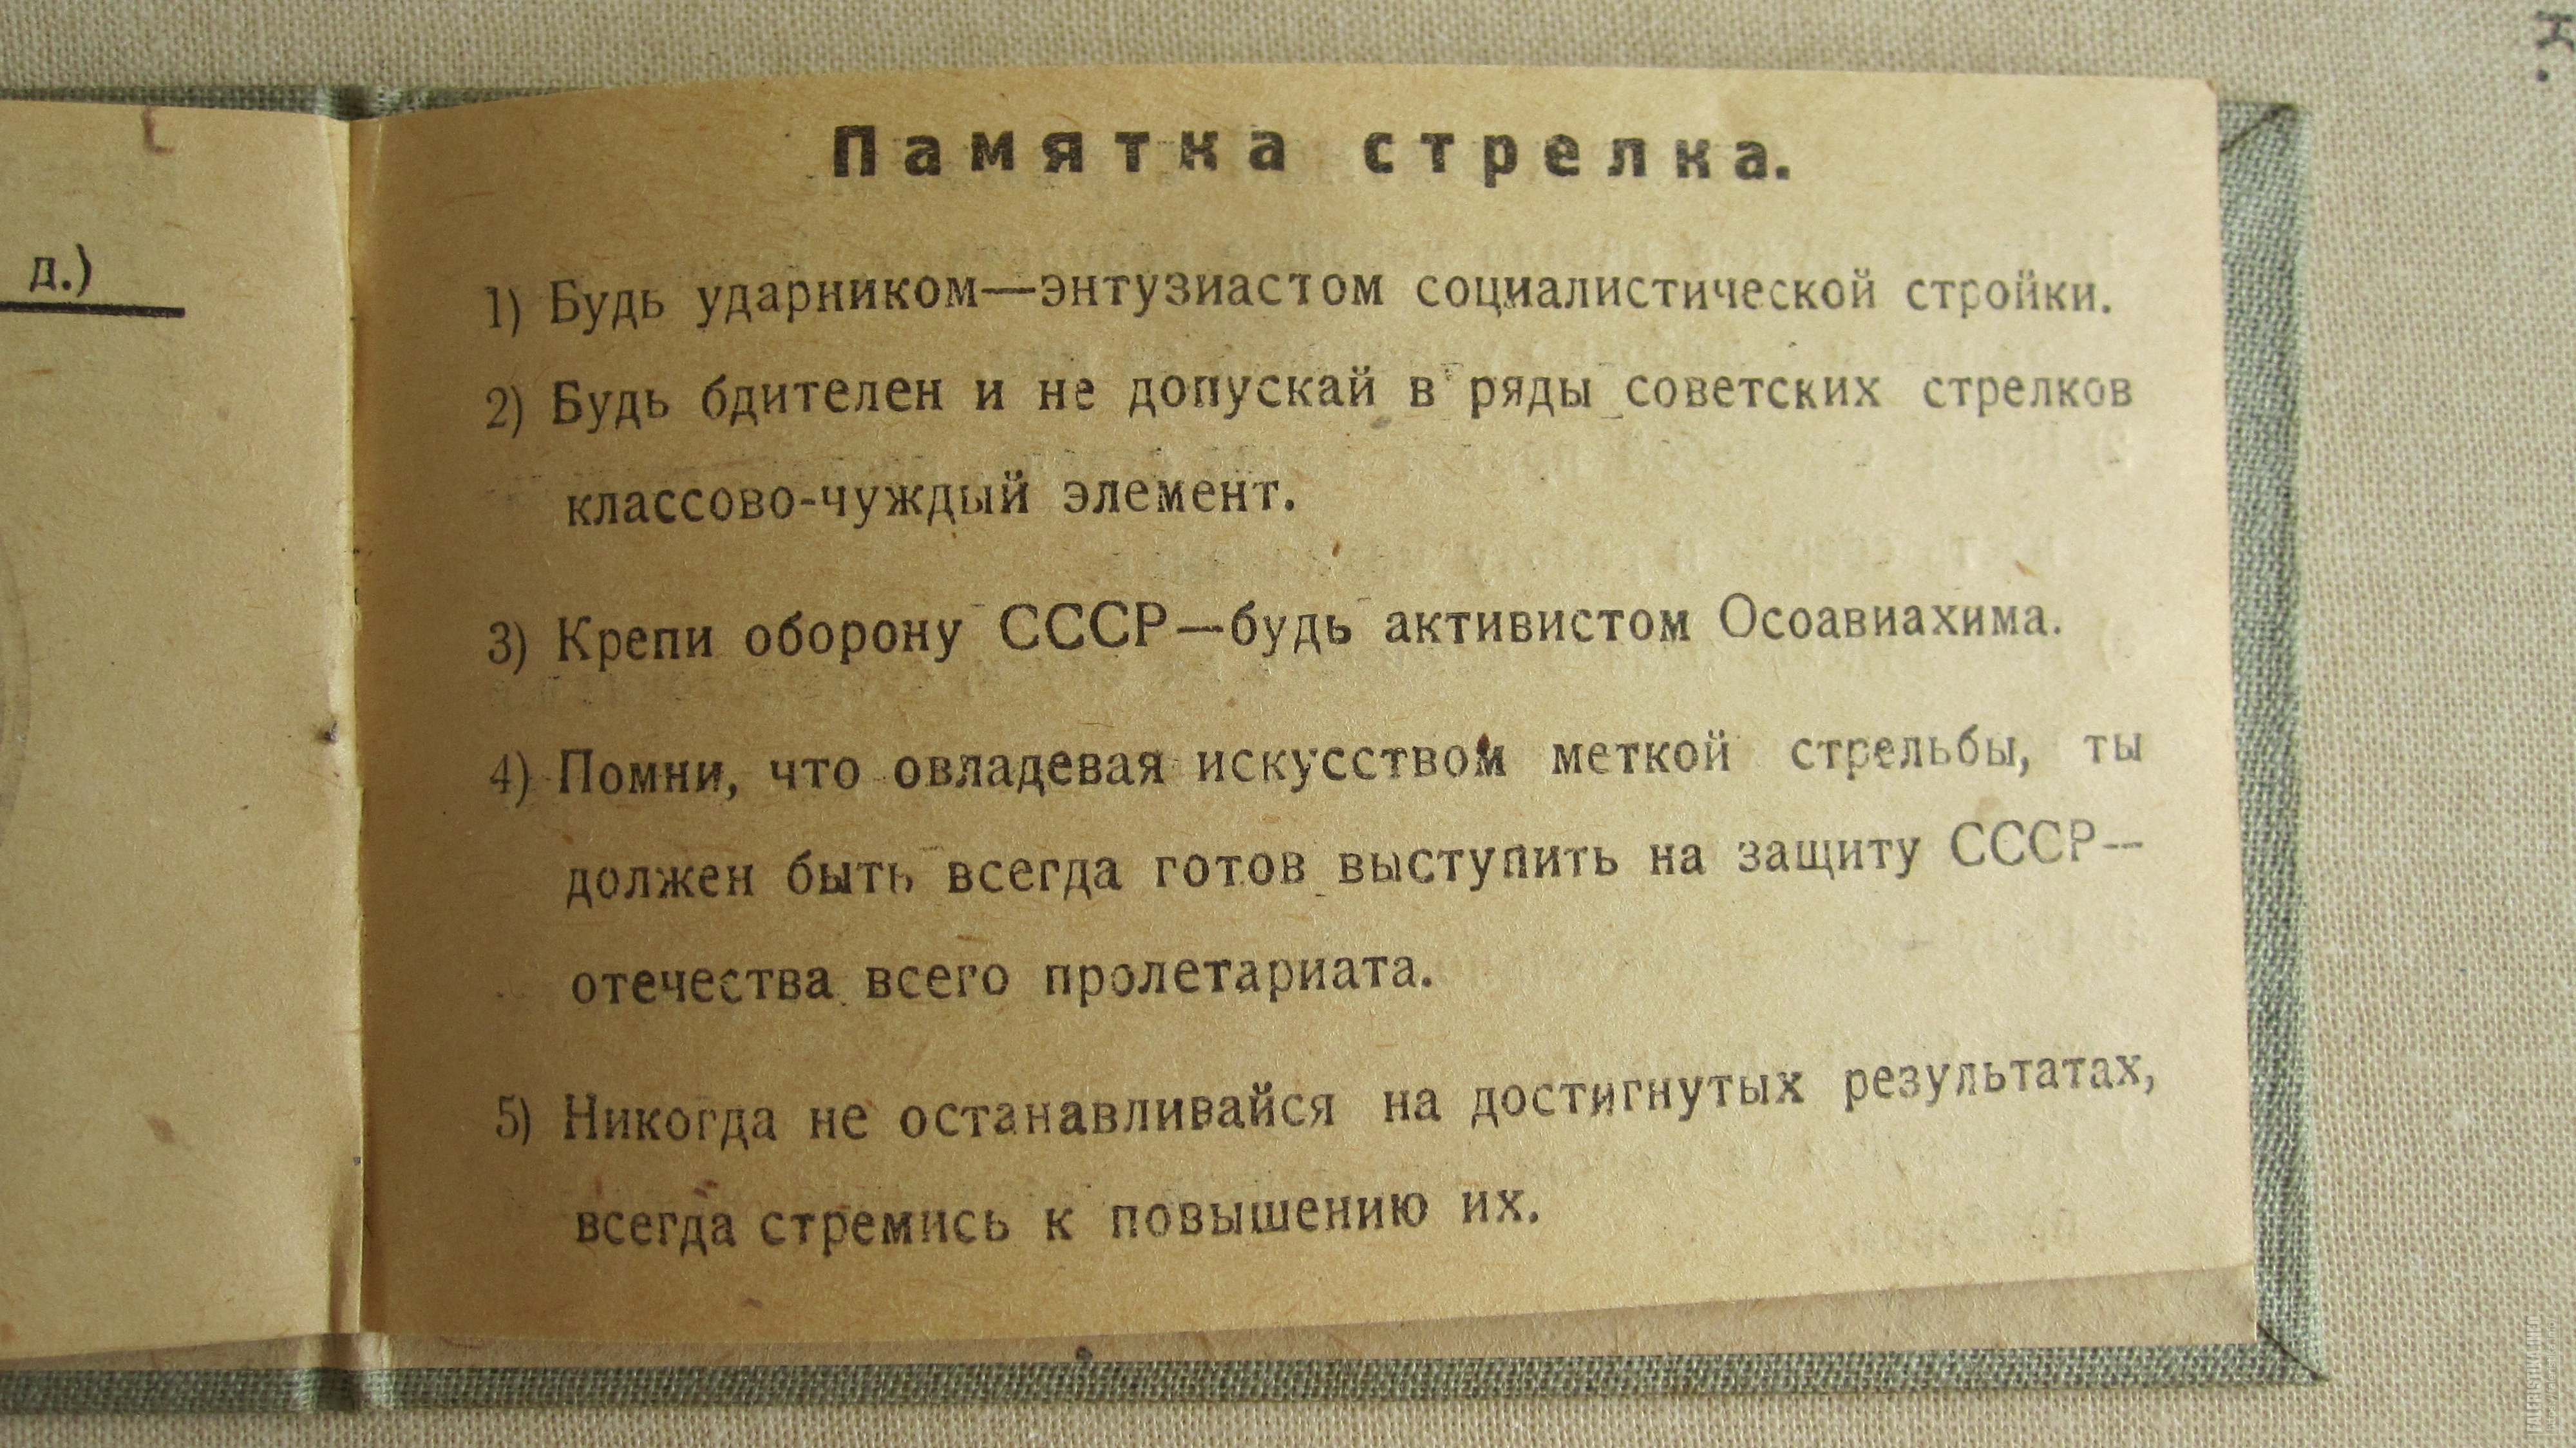 д.)
Памятка стрелка.
1) Будь ударником—энтузиастом социалистической стройки.
2) Будь бдителен и не допускай в ряды советских стрелков
классово-чуждый элемент.
3) Крепи оборону СССР—будь активистом Осоавиахима.
4) Помни, что овладевая искусством меткой стрельбы, ты
должен быть всегда готов выступить на защиту СССР—
отечества всего пролетариата.
5) Никогда не останавливайся на достигнутых результатах,
всегда стремись к повышению их.
FALERISTIKA.INFO